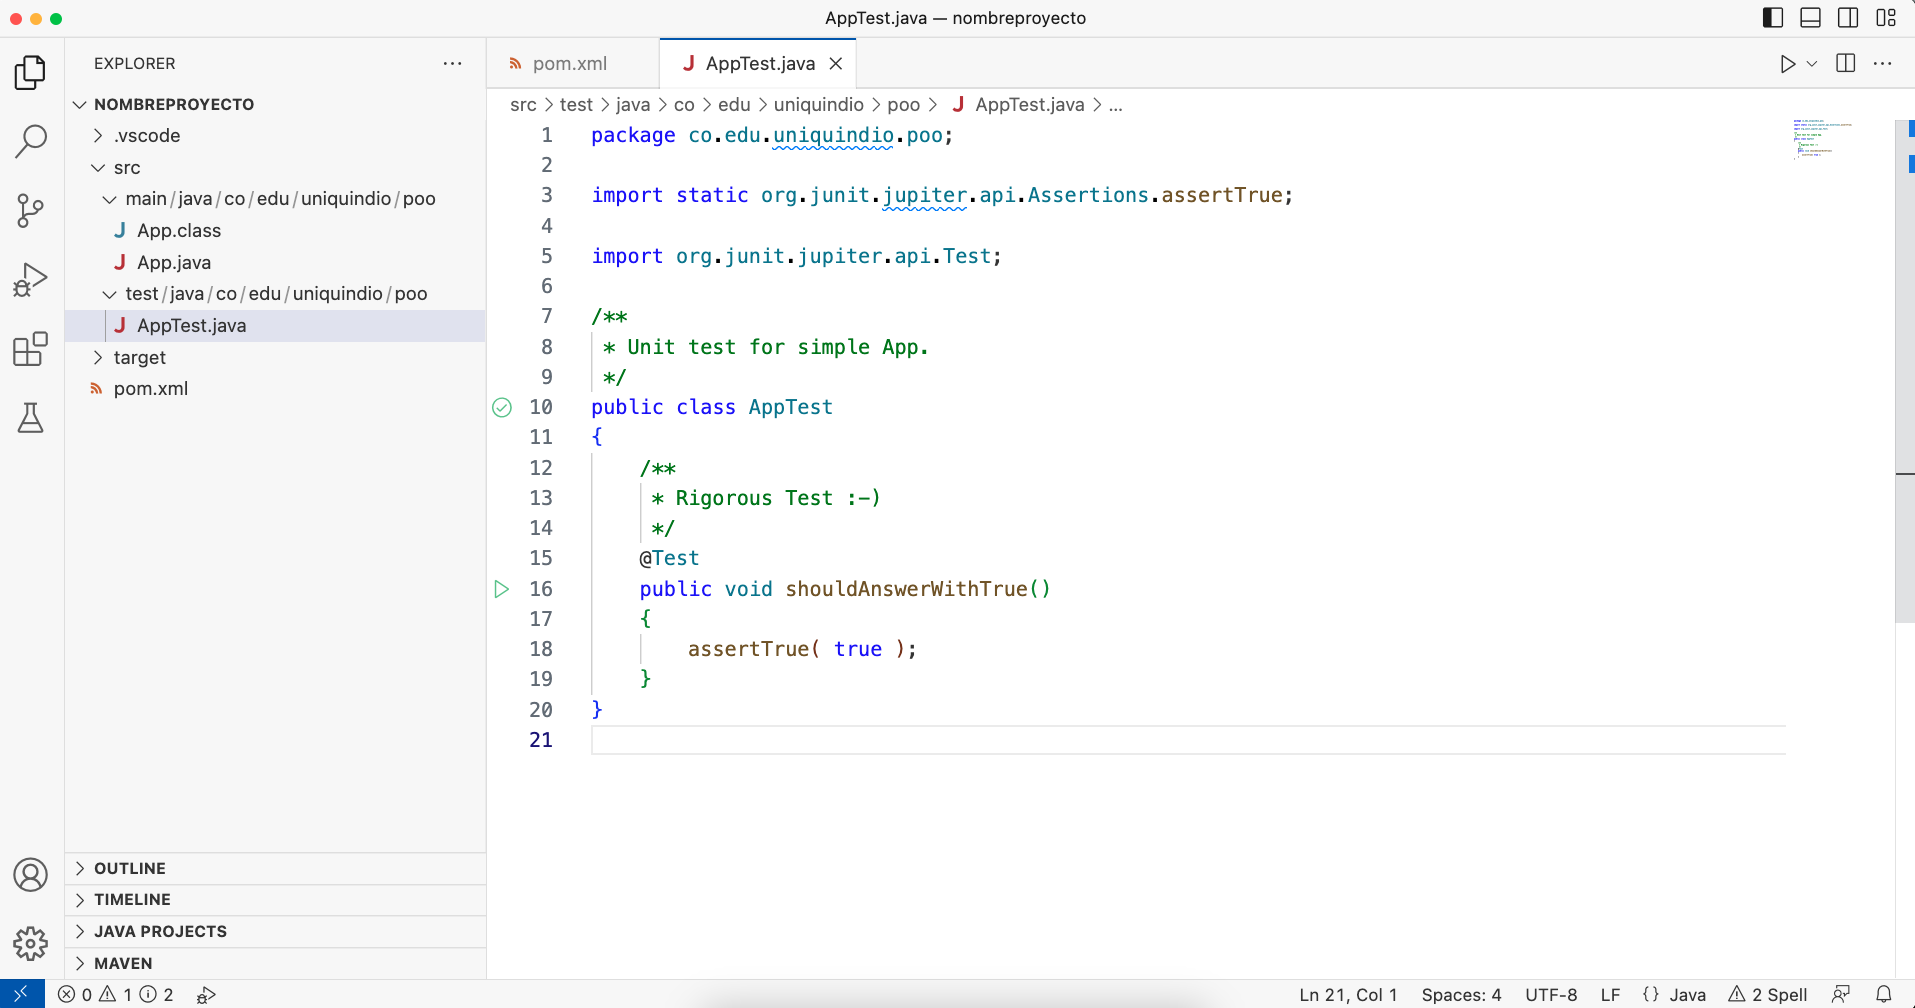 AppTest.java — nombreproyecto
EXPLORER
NOMBREPROYECTO
.vscode
src
main/java/co/edu/uniquindio/poo
App.class
App.java
test/java/co/edu/uniquindio/poo
AppTest.java
target
pom.xml
OUTLINE
TIMELINE
JAVA PROJECTS
MAVEN
pom.xml
AppTest.java
src > test > java > co > edu > uniquindio > poo > AppTest.java > ...
1 package co.edu.uniquindio.poo;
2
3 import static org.junit.jupiter.api.Assertions.assertTrue;
4
5 import org.junit.jupiter.api.Test;
6
7 /**
8  * Unit test for simple App.
9  */
10 public class AppTest
11 {
12     /**
13      * Rigorous Test :-)
14      */
15     @Test
16     public void shouldAnswerWithTrue()
17     {
18         assertTrue( true );
19     }
20 }
21
0 1 2
Ln 21, Col 1 Spaces: 4 UTF-8 LF {} Java 2 Spell